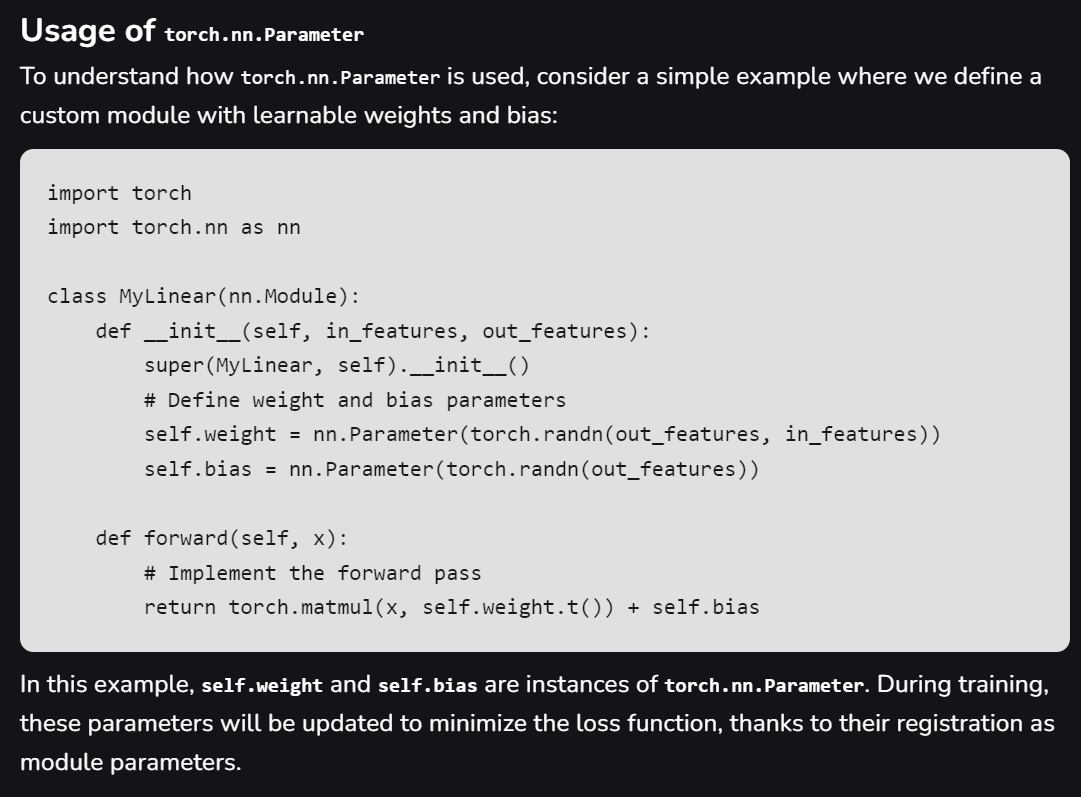 Usage of torch.nn.Parameter
To understand how torch.nn.Parameter is used, consider a simple example where we define a
custom module with learnable weights and bias:
import torch
import torch.nn as nn
class MyLinear(nn.Module):
    def __init__(self, in_features, out_features):
        super(MyLinear, self).__init__()
        # Define weight and bias parameters
        self.weight = nn.Parameter(torch.randn(out_features, in_features))
        self.bias = nn.Parameter(torch.randn(out_features))
    def forward(self, x):
        # Implement the forward pass
        return torch.matmul(x, self.weight.t()) + self.bias
In this example, self.weight and self.bias are instances of torch.nn.Parameter. During training,
these parameters will be updated to minimize the loss function, thanks to their registration as
module parameters.